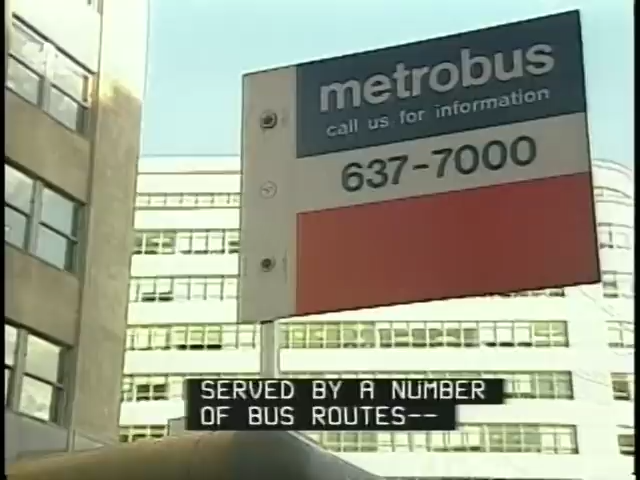 metrobus
call us for information
637-7000
SERVED BY A NUMBER
OF BUS ROUTES--